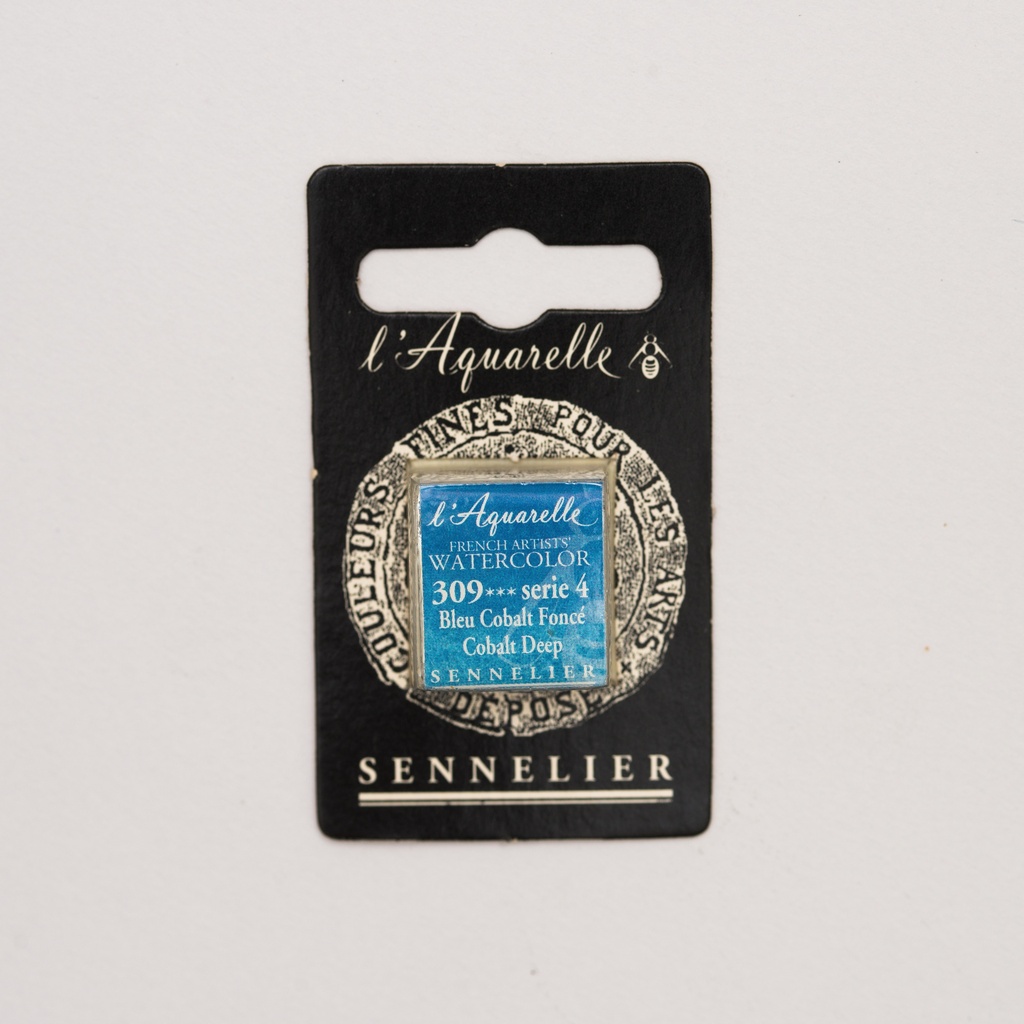 l'Aquarelle
COULEURS FINES POUR LES ARTS
DÉPOSÉ
l'Aquarelle
FRENCH ARTISTS'
WATERCOLOR
309*** serie 4
Bleu Cobalt Foncé
Cobalt Deep
SENNELIER
SENNELIER